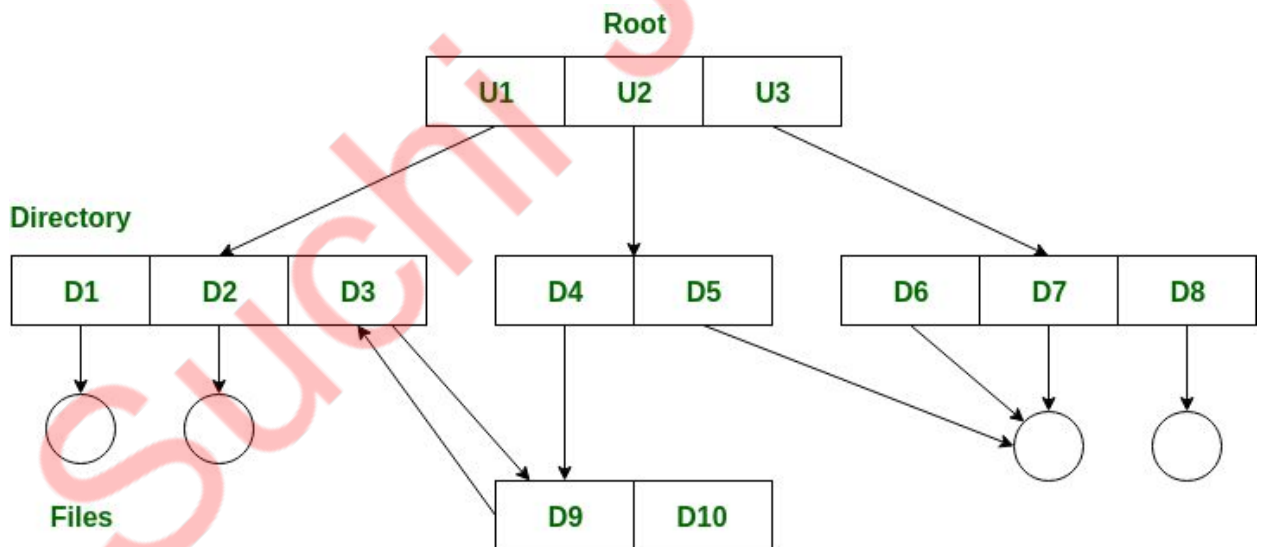 Root
U1 U2 U3
Directory
D1 D2 D3 D4 D5 D6 D7 D8
Files
D9 D10
Suchi